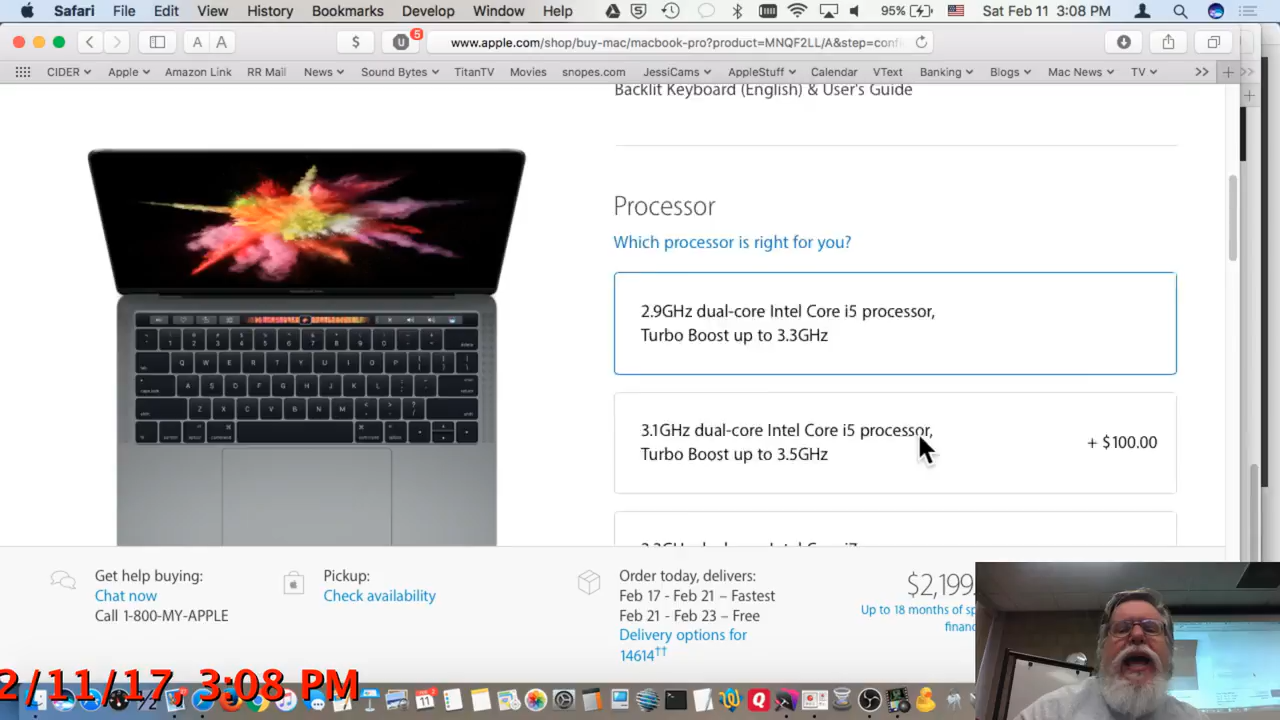 Safari File Edit View History Bookmarks Develop Window Help 95% Sat Feb 11 3:08 PM
$ 5 www.apple.com/shop/buy-mac/macbook-pro?product=MNQF2LL/A&step=conf
CIDER Apple Amazon Link RR Mail News Sound Bytes TitanTV Movies snopes.com JessiCams AppleStuff Calendar VText Banking Blogs Mac News TV
Backlit Keyboard (English) & User's Guide
Processor
Which processor is right for you?
2.9GHz dual-core Intel Core i5 processor,
Turbo Boost up to 3.3GHz
3.1GHz dual-core Intel Core i5 processor,
Turbo Boost up to 3.5GHz
+ $100.00
Get help buying:
Chat now
Call 1-800-MY-APPLE
Pickup:
Check availability
Order today, delivers:
Feb 17 - Feb 21 – Fastest
Feb 21 - Feb 23 – Free
Delivery options for
14614††
$2,199.
Up to 18 months of sp
financ
2/11/17, 3:08 PM